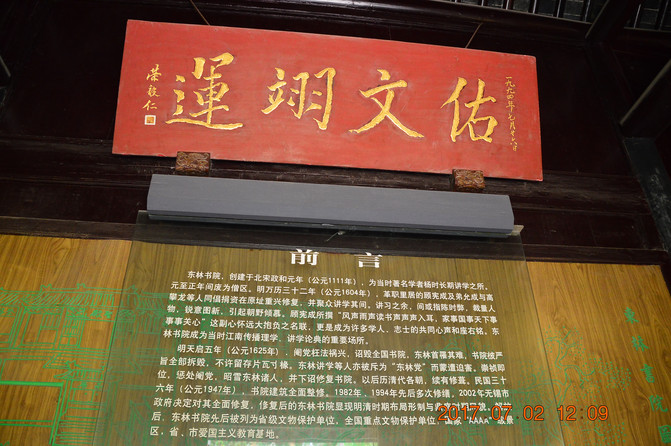 佑文翊運
一九九四年七月
荣毅仁
前言
东林书院,创建于北宋政和元年(公元1111年),为当时著名学者杨时长期讲学之所。
元至正年间废为僧区。明万历三十二年(公元1604年),革职里居的顾宪成及弟允成与高
攀龙等人同倡捐资在原址重兴修复,并聚众讲学其间。讲习之余,间或指陈时弊,裁量人
物,锐意图新,引起朝野倾慕。顾宪成所撰“风声雨声读书声声声入耳,家事国事天下事
事事关心”这副心怀远大抱负之名联,更是成为许多学人、志士的共同心声和座右铭。东
林书院成为当时江南传播理学、讲学论典的重要场所。
明天启五年(公元1625年),阉党枉法祸兴,诏毁全国书院,东林首罹其难,书院按严
旨全部拆毁,不许留存片瓦寸椽。东林讲学等人亦被斥为“东林党”而蒙遭迫害。崇祯即
位,惩处阉党,昭雪东林诸人,并下诏修复书院。以后历清代各朝,续有修葺。民国三十
六年(公元1947年),书院建筑全面整修。1982年、1994年先后多次修缮,2002年无锡市
政府决定对其全面修复。修复后的东林书院显现明清时期布局形制与
后,东林书院先后被列为省级文物保护单位、全国重点文物保护单位、国家“AAAA”级景
区,省、市爱国主义教育基地。
2017.07.02 12:09